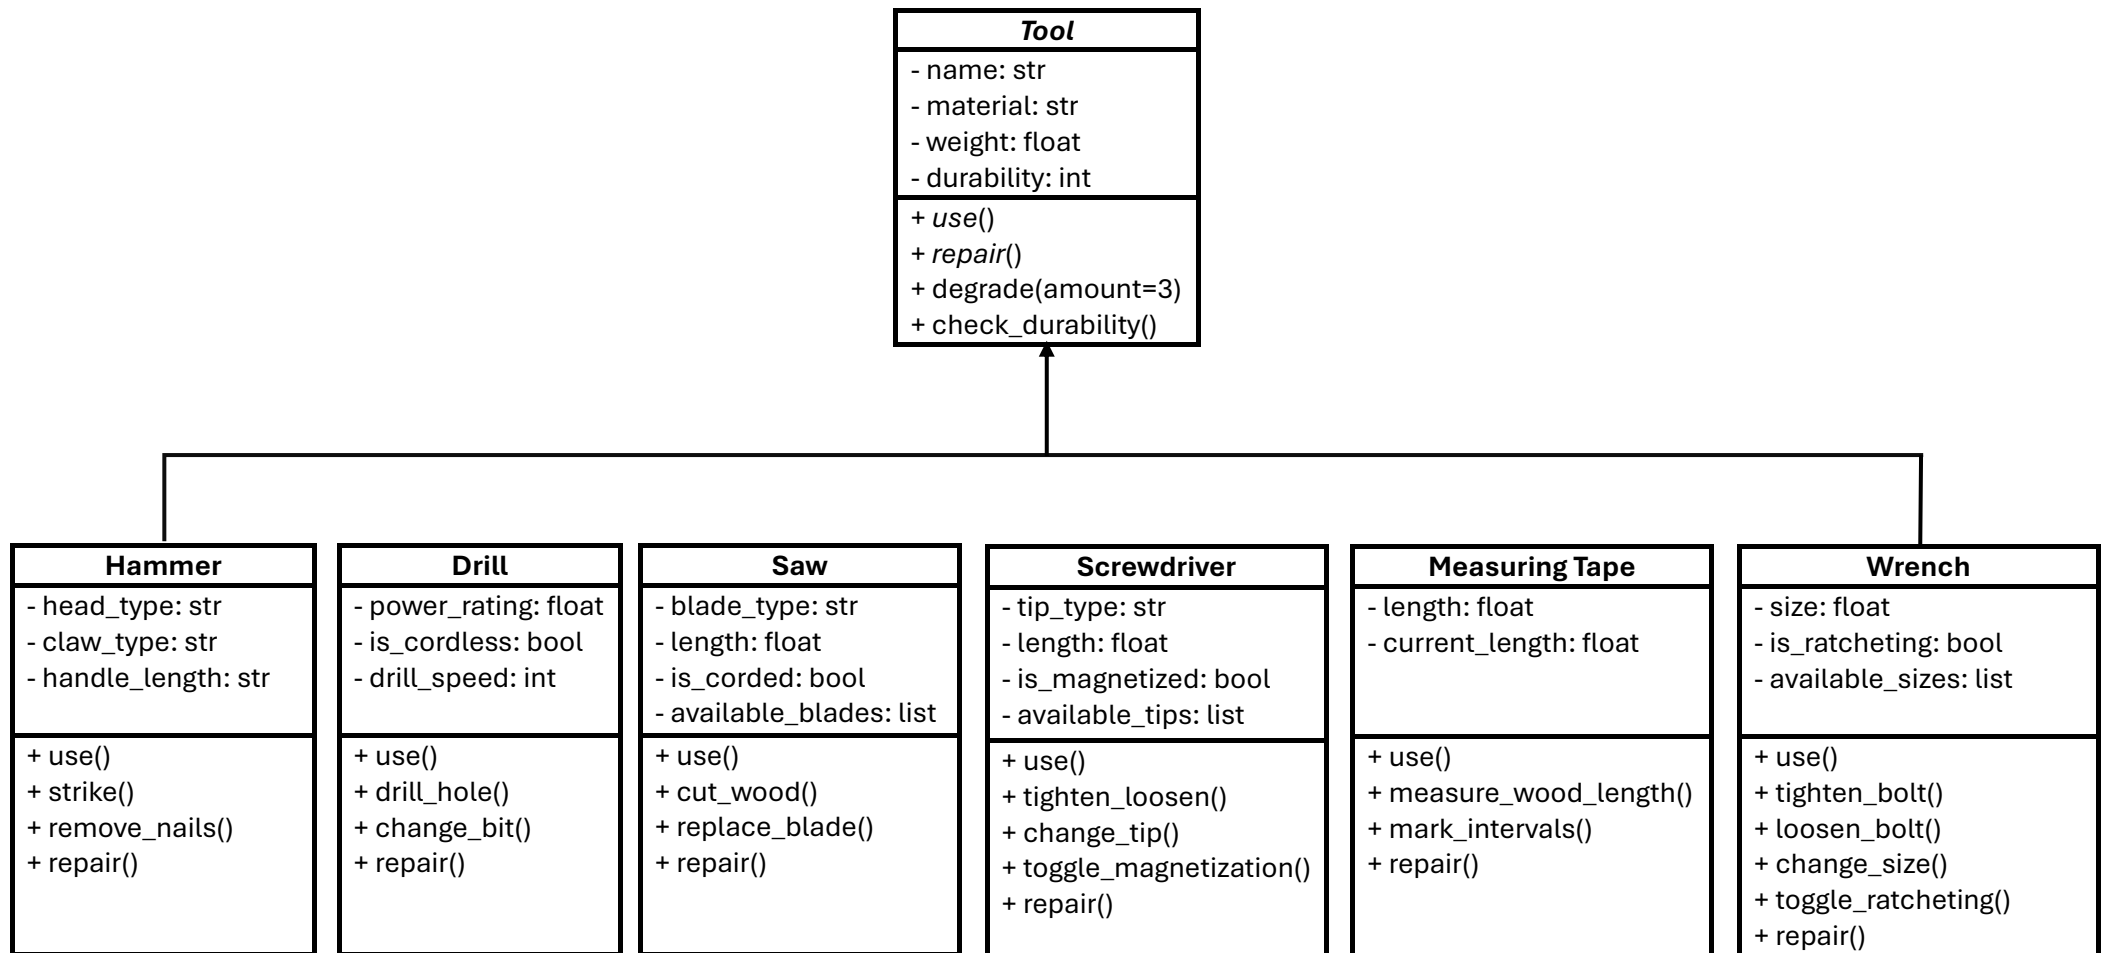 Tool
- name: str
- material: str
- weight: float
- durability: int
+ use()
+ repair()
+ degrade(amount=3)
+ check_durability()
Hammer
- head_type: str
- claw_type: str
- handle_length: str
+ use()
+ strike()
+ remove_nails()
+ repair()
Drill
- power_rating: float
- is_cordless: bool
- drill_speed: int
+ use()
+ drill_hole()
+ change_bit()
+ repair()
Saw
- blade_type: str
- length: float
- is_corded: bool
- available_blades: list
+ use()
+ cut_wood()
+ replace_blade()
+ repair()
Screwdriver
- tip_type: str
- length: float
- is_magnetized: bool
- available_tips: list
+ use()
+ tighten_loosen()
+ change_tip()
+ toggle_magnetization()
+ repair()
Measuring Tape
- length: float
- current_length: float
+ use()
+ measure_wood_length()
+ mark_intervals()
+ repair()
Wrench
- size: float
- is_ratcheting: bool
- available_sizes: list
+ use()
+ tighten_bolt()
+ loosen_bolt()
+ change_size()
+ toggle_ratcheting()
+ repair()